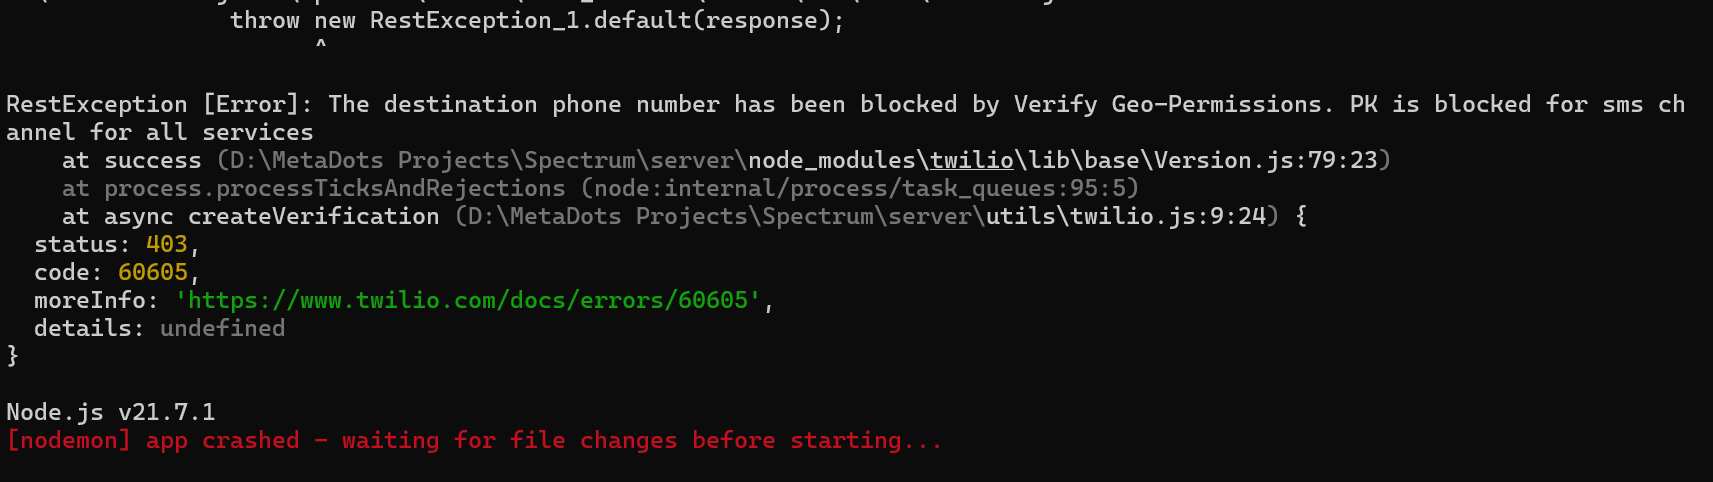 throw new RestException_1.default(response);
^
RestException [Error]: The destination phone number has been blocked by Verify Geo-Permissions. PK is blocked for sms ch
annel for all services
at success (D:\MetaDots Projects\Spectrum\server\node_modules\twilio\lib\base\Version.js:79:23)
at process.processTicksAndRejections (node:internal/process/task_queues:95:5)
at async createVerification (D:\MetaDots Projects\Spectrum\server\utils\twilio.js:9:24) {
status: 403,
code: 60605,
moreInfo: 'https://www.twilio.com/docs/errors/60605',
details: undefined
}
Node.js v21.7.1
[nodemon] app crashed - waiting for file changes before starting...